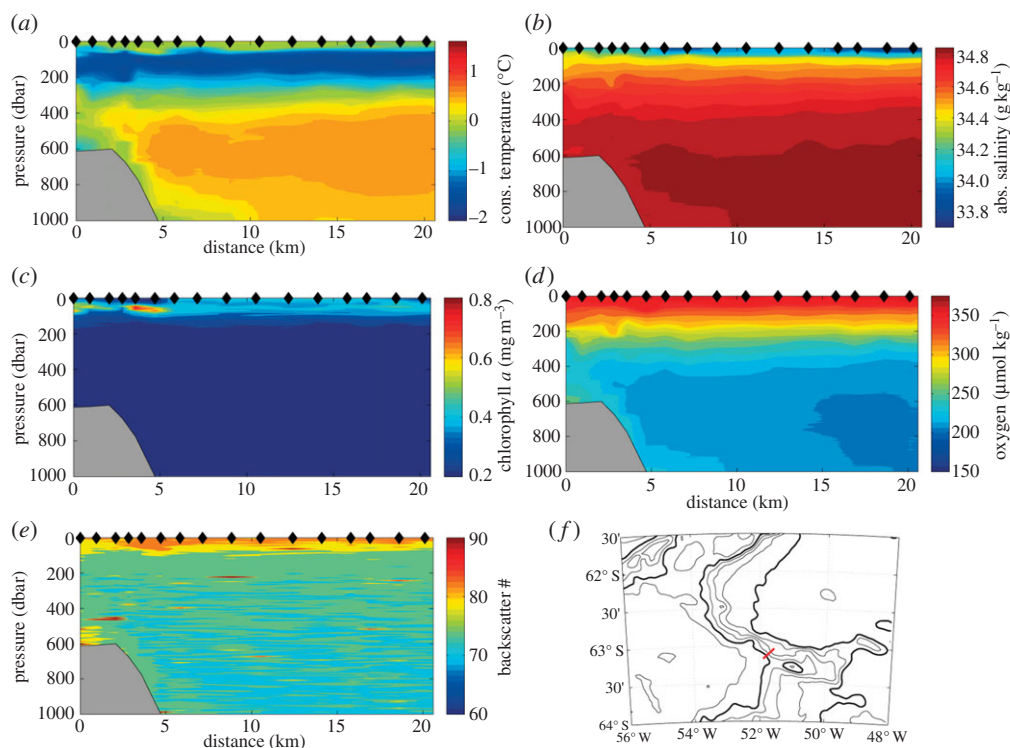 (a)
0
200
400
600
800
1000
pressure (dbar)
0 5 10 15 20
distance (km)
1
0
−1
−2
cons. temperature (°C)
(b)
0
200
400
600
800
1000
0 5 10 15 20
distance (km)
34.8
34.6
34.4
34.2
34.0
33.8
abs. salinity (g kg−1)
(c)
0
200
400
600
800
1000
pressure (dbar)
0 5 10 15 20
0.8
0.6
0.4
0.2
chlorophyll a (mg m−3)
(d)
0
200
400
600
800
1000
0 5 10 15 20
distance (km)
350
300
250
200
150
oxygen (µmol kg−1)
(e)
0
200
400
600
800
1000
pressure (dbar)
0 5 10 15 20
distance (km)
90
80
70
60
backscatter #
(f)
30'
62° S
30'
63° S
30'
64° S
56° W 54° W 52° W 50° W 48° W